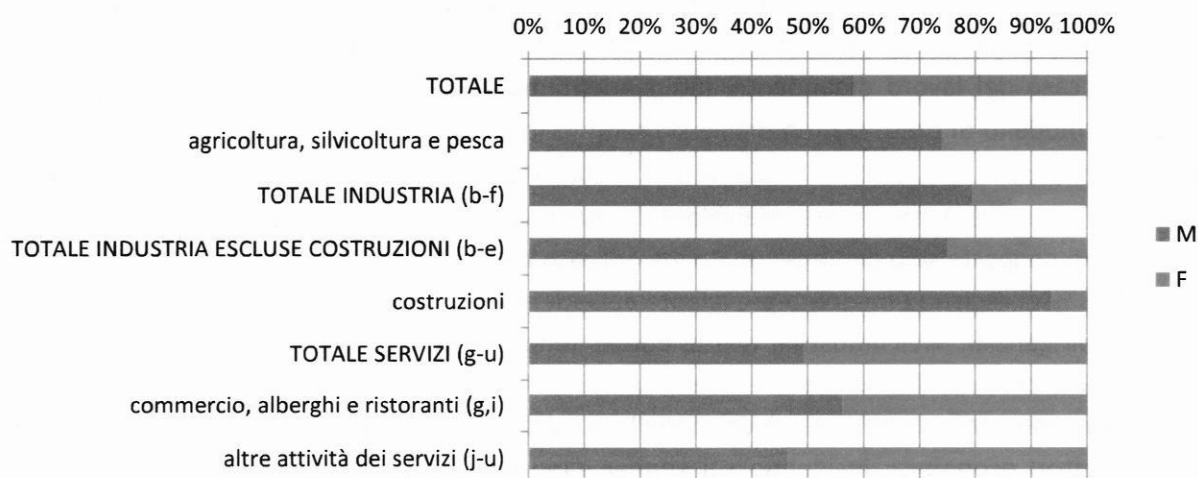 0% 10% 20% 30% 40% 50% 60% 70% 80% 90% 100%
TOTALE
agricoltura, silvicoltura e pesca
TOTALE INDUSTRIA (b-f)
TOTALE INDUSTRIA ESCLUSE COSTRUZIONI (b-e)
costruzioni
TOTALE SERVIZI (g-u)
commercio, alberghi e ristoranti (g,i)
altre attività dei servizi (j-u)
M
F